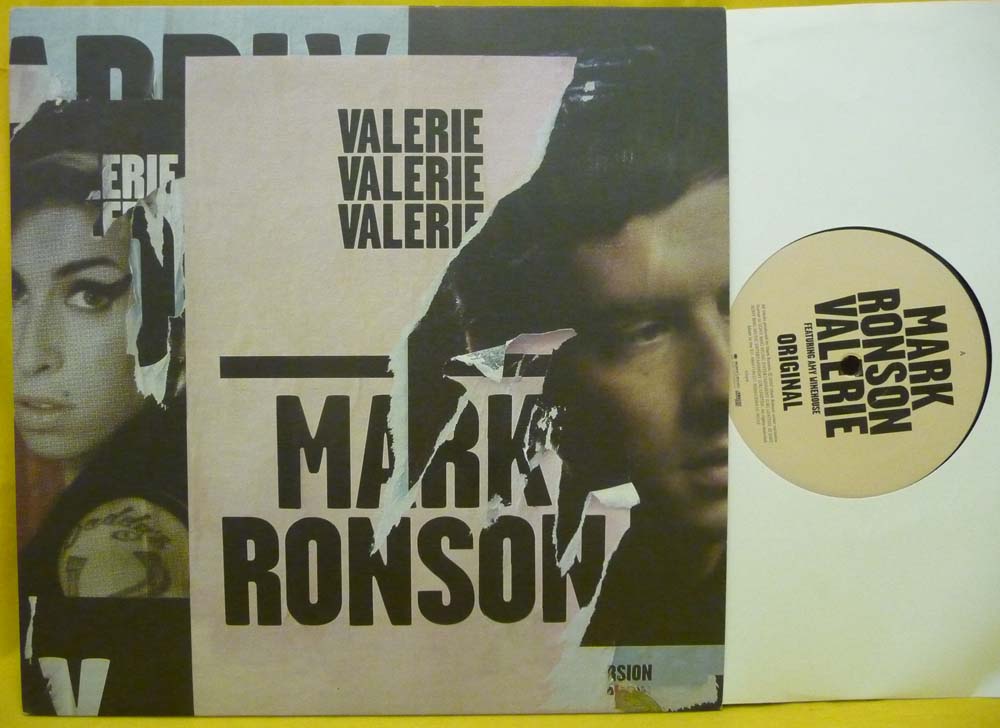 ERIE
VALERIE
VALERIE
VALERIE
MARK
RONSON
RSION
A
MARK
RONSON
VALERIE
FEATURING AMY WINEHOUSE
ORIGINAL